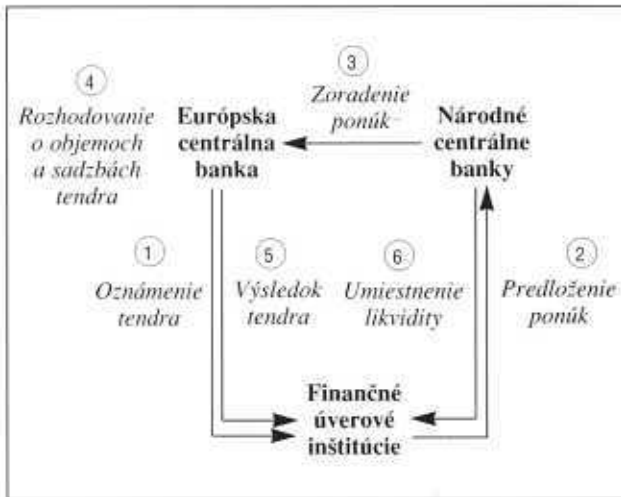 ③
Zoradenie
ponúk
④
Rozhodovanie
o objemoch
a sadzbách
tendra
Európska
centrálna
banka
Národné
centrálne
banky
①
Oznámenie
tendra
⑤
Výsledok
tendra
⑥
Umiestnenie
likvidity
②
Predloženie
ponúk
Finančné
úverové
inštitúcie